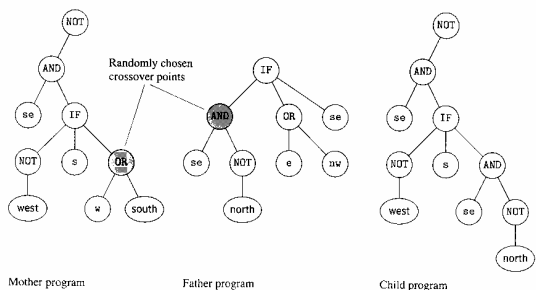 NOT
AND
se
IF
NOT
s
OR
west
w
south
Mother program
Randomly chosen
crossover points
IF
AND
OR
se
se
NOT
e
nw
north
Father program
NOT
AND
se
IF
NOT
s
AND
west
se
NOT
north
Child program